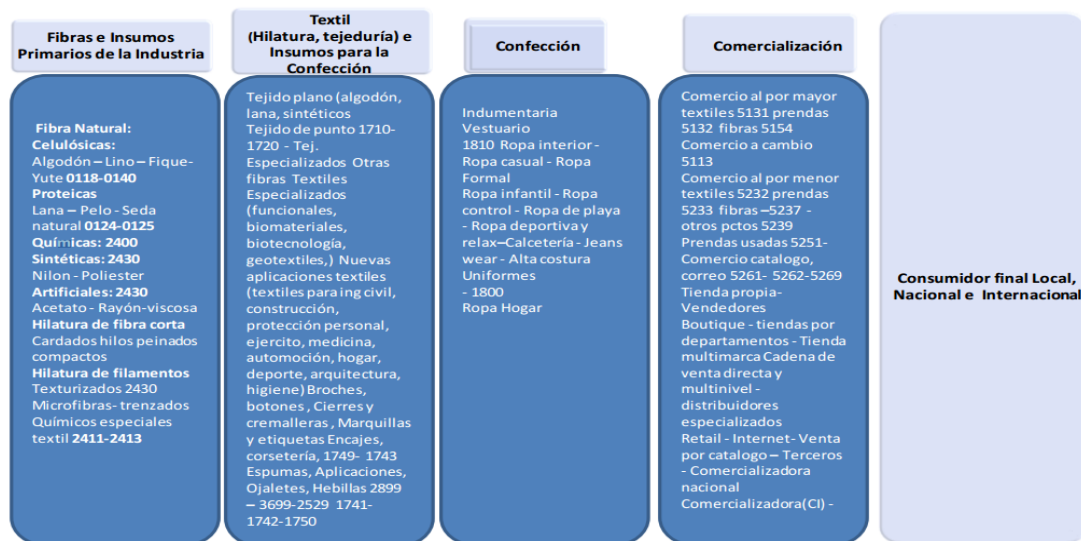 Fibras e Insumos
Primarios de la Industria
Fibra Natural:
Celulósicas:
Algodón – Lino – Fique-
Yute 0118-0140
Proteicas
Lana – Pelo - Seda
natural 0124-0125
Químicas: 2400
Sintéticas: 2430
Nilon - Poliester
Artificiales: 2430
Acetato - Rayón-viscosa
Hilatura de fibra corta
Cardados hilos peinados
compactos
Hilatura de filamentos
Texturizados 2430
Microfibras- trenzados
Químicos especiales
textil 2411-2413
Textil
(Hilatura, tejeduría) e
Insumos para la
Confección
Tejido plano (algodón,
lana, sintéticos
Tejido de punto 1710-
1720 - Tej.
Especializados Otras
fibras Textiles
Especializados
(funcionales,
biomateriales,
biotecnología,
geotextiles,) Nuevas
aplicaciones textiles
(textiles para ing civil,
construcción,
protección personal,
ejercito, medicina,
automoción, hogar,
deporte, arquitectura,
higiene) Broches,
botones , Cierres y
cremalleras , Marquillas
y etiquetas Encajes,
corsetería, 1749- 1743
Espumas, Aplicaciones,
Ojaletes, Hebillas 2899
– 3699-2529 1741-
1742-1750
Confección
Indumentaria
Vestuario
1810 Ropa interior -
Ropa casual - Ropa
Formal
Ropa infantil - Ropa
control - Ropa de playa
- Ropa deportiva y
relax–Calcetería - Jeans
wear - Alta costura
Uniformes
- 1800
Ropa Hogar
Comercialización
Comercio al por mayor
textiles 5131 prendas
5132 fibras 5154
Comercio a cambio
5113
Comercio al por menor
textiles 5232 prendas
5233 fibras –5237 -
otros pctos 5239
Prendas usadas 5251-
Comercio catalogo,
correo 5261- 5262-5269
Tienda propia-
Vendedores
Boutique - tiendas por
departamentos - Tienda
multimarca Cadena de
venta directa y
multinivel -
distribuidores
especializados
Retail - Internet- Venta
por catalogo – Terceros
- Comercializadora
nacional
Comercializadora(CI) -
Consumidor final Local,
Nacional e Internacional